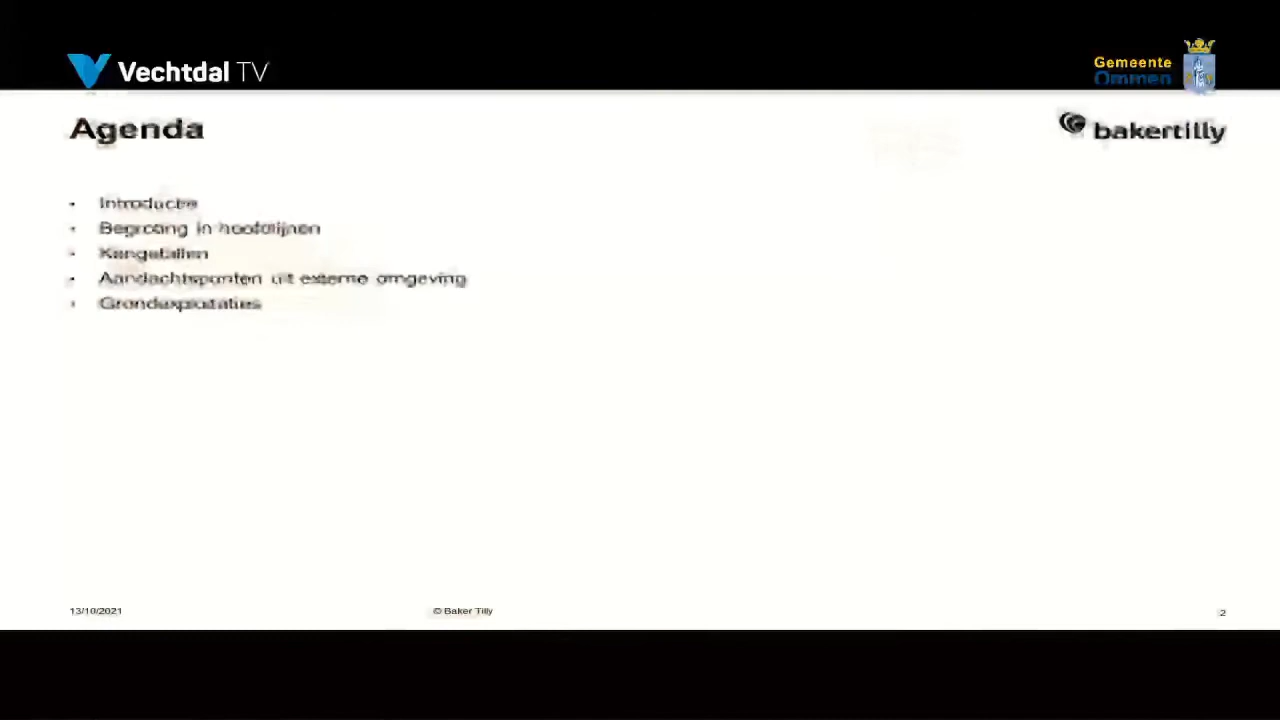 Vechtdal TV
Gemeente
Ommen
Agenda
bakertilly
• Introductie
• Begroting in hoofdlijnen
• Kengetallen
• Aandachtspunten uit externe omgeving
• Grondexploitaties
13/10/2021
© Baker Tilly
2